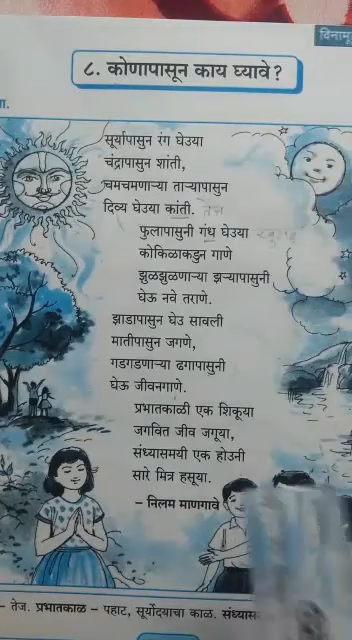 विनामू
८. कोणापासून काय घ्यावे?
सूर्यापासुन रंग घेउया
चंद्रापासुन शांती,
चमचमणाऱ्या ताऱ्यापासुन
दिव्य घेउया कांती. तेज
फुलापासुनी गंध घेउया
कोकिळाकडुन गाणे
झुळझुळणाऱ्या झऱ्यापासुनी
घेऊ नवे तराणे.
झाडापासुन घेउ सावली
मातीपासुन जगणे,
गडगडणाऱ्या ढगापासुनी
घेऊ जीवनगाणे.
प्रभातकाळी एक शिकूया
जगवित जीव जगूया,
संध्यासमयी एक होउनी
सारे मित्र हसूया.
– निलम माणगावे
– तेज. प्रभातकाळ – पहाट, सूर्योदयाचा काळ. संध्यास